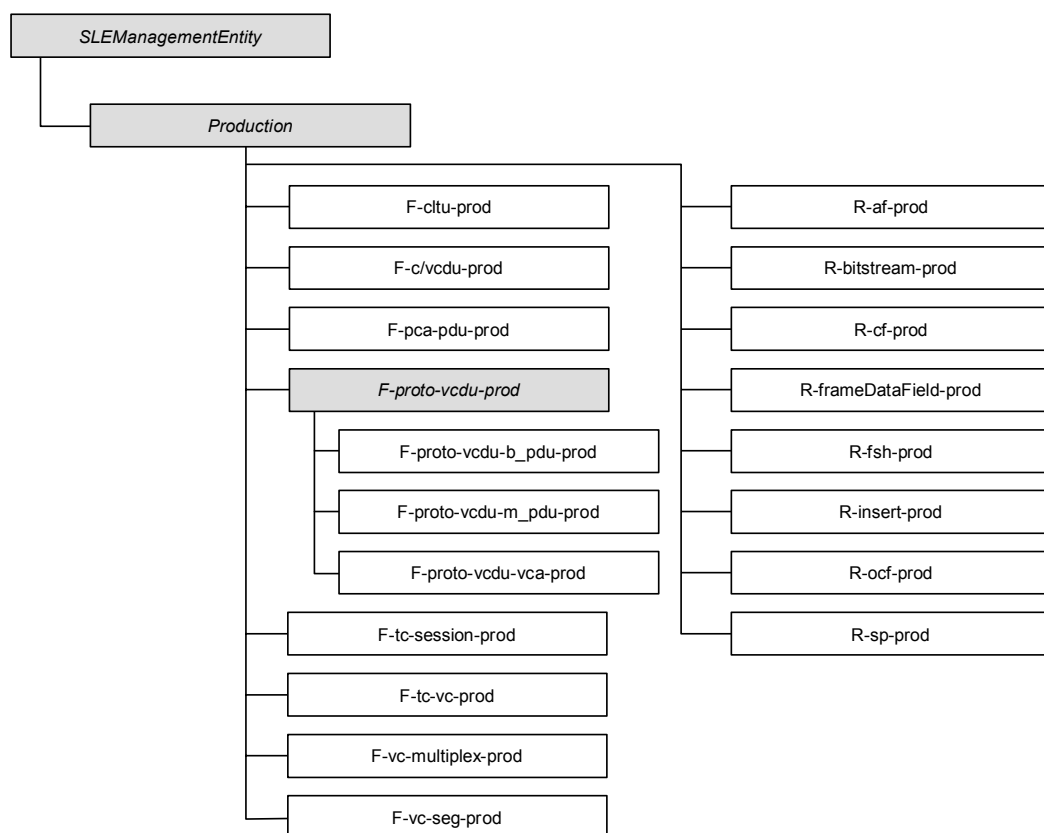 SLEManagementEntity
Production
F-cltu-prod
F-c/vcdu-prod
F-pca-pdu-prod
F-proto-vcdu-prod
F-proto-vcdu-b_pdu-prod
F-proto-vcdu-m_pdu-prod
F-proto-vcdu-vca-prod
F-tc-session-prod
F-tc-vc-prod
F-vc-multiplex-prod
F-vc-seg-prod
R-af-prod
R-bitstream-prod
R-cf-prod
R-frameDataField-prod
R-fsh-prod
R-insert-prod
R-ocf-prod
R-sp-prod